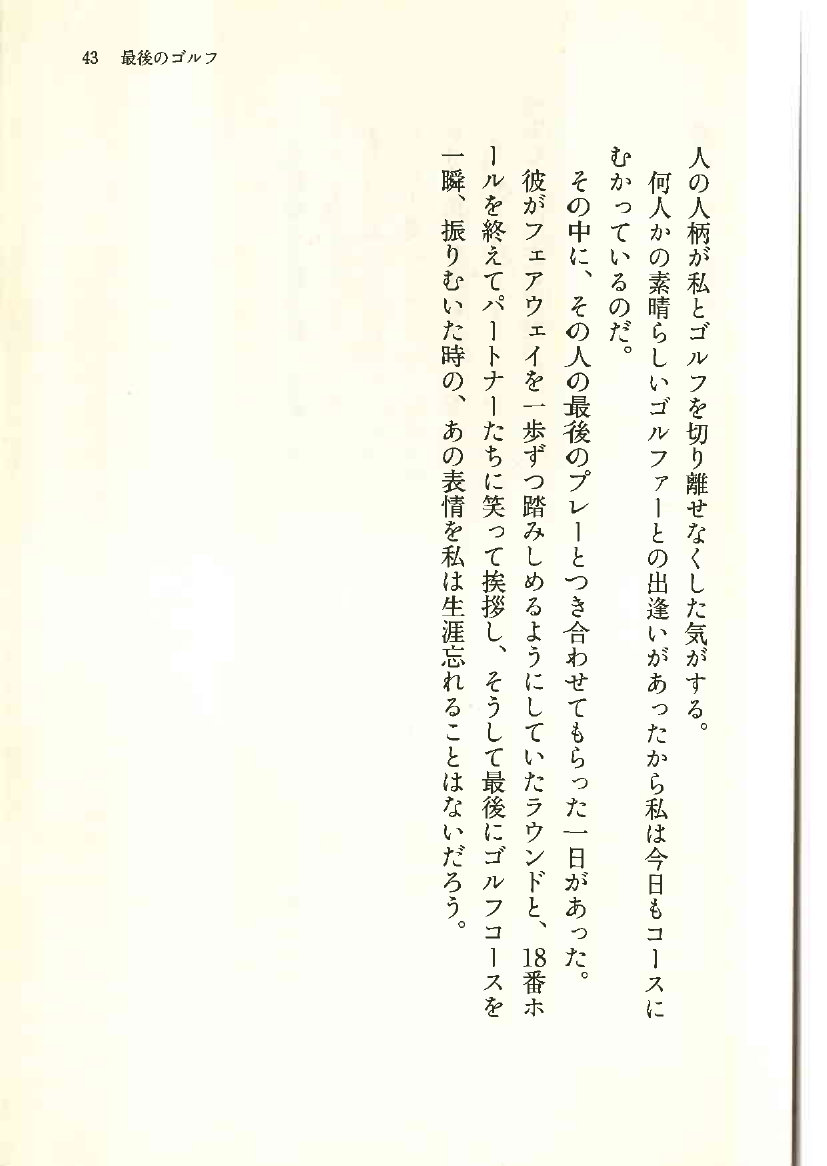 43 最後のゴルフ
人の人柄が私とゴルフを切り離せなくした気がする。
何人かの素晴らしいゴルファーとの出逢いがあったから私は今日もコースに
むかっているのだ。
その中に、その人の最後のプレーとつき合わせてもらった一日があった。
彼がフェアウェイを一歩ずつ踏みしめるようにしていたラウンドと、18番ホ
ールを終えてパートナーたちに笑って挨拶し、そうして最後にゴルフコースを
一瞬、振りむいた時の、あの表情を私は生涯忘れることはないだろう。